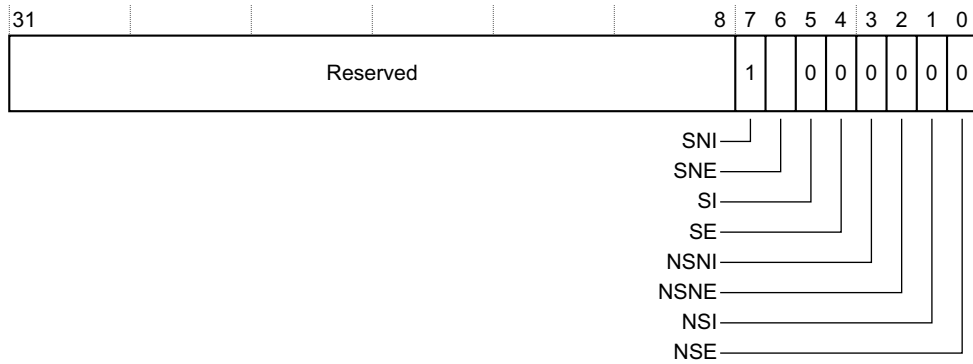 31 8 7 6 5 4 3 2 1 0
Reserved 1 0 0 0 0 0 0
SNI
SNE
SI
SE
NSNI
NSNE
NSI
NSE